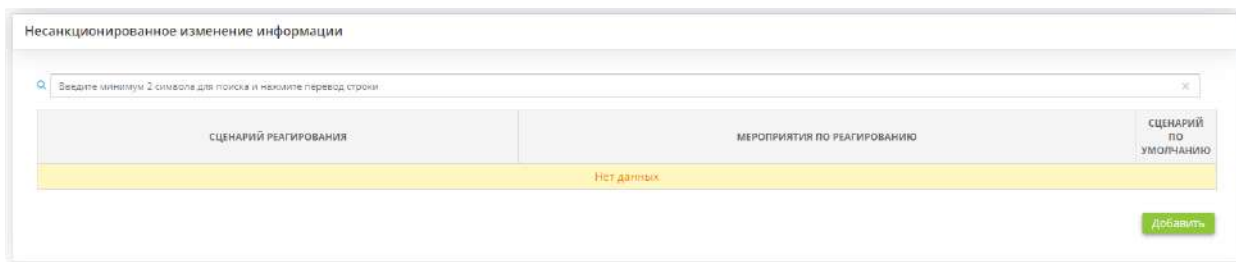 Несанкционированное изменение информации
Введите минимум 2 символа для поиска и нажмите перевод строки
СЦЕНАРИЙ РЕАГИРОВАНИЯ
МЕРОПРИЯТИЯ ПО РЕАГИРОВАНИЮ
СЦЕНАРИЙ
ПО
УМОЛЧАНИЮ
Нет данных
Добавить